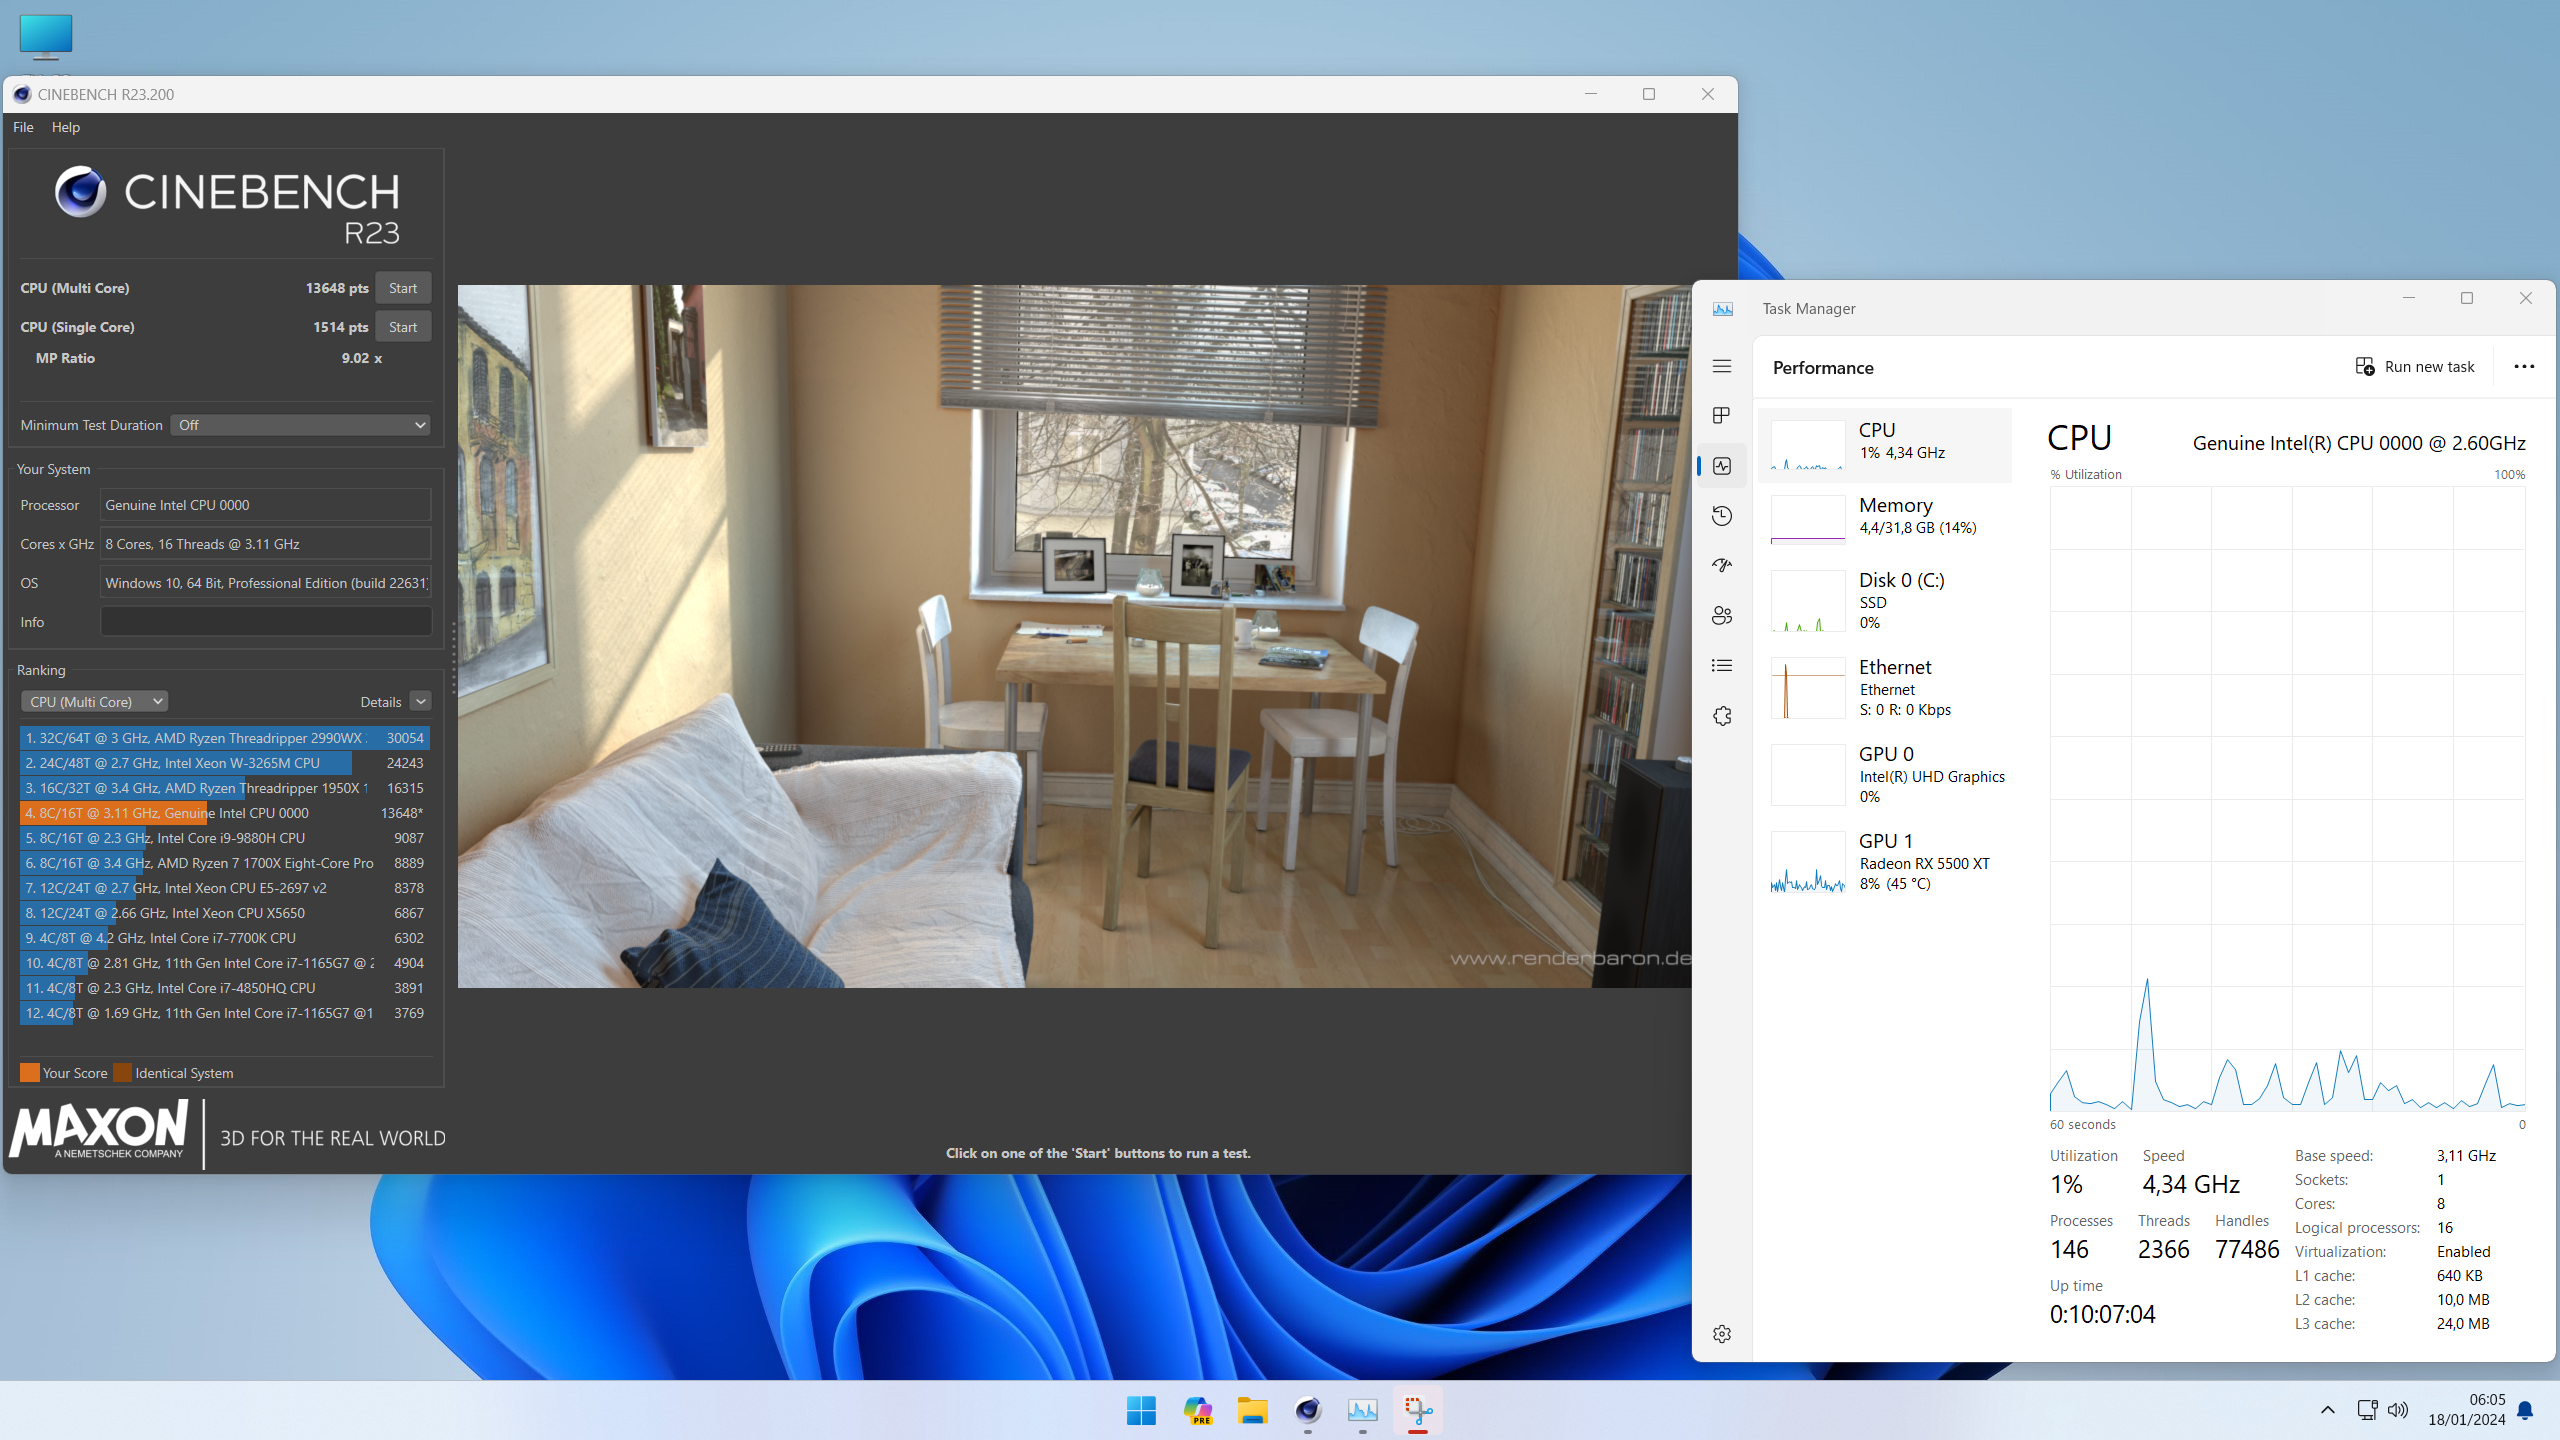 CINEBENCH R23.200
File Help
CINEBENCH
R23
CPU (Multi Core) 13648 pts Start
CPU (Single Core) 1514 pts Start
MP Ratio 9.02 x
Minimum Test Duration Off
Your System
Processor Genuine Intel CPU 0000
Cores x GHz 8 Cores, 16 Threads @ 3.11 GHz
OS Windows 10, 64 Bit, Professional Edition (build 22631)
Info
Ranking
CPU (Multi Core) Details
1. 32C/64T @ 3 GHz, AMD Ryzen Threadripper 2990WX 30054
2. 24C/48T @ 2.7 GHz, Intel Xeon W-3265M CPU 24243
3. 16C/32T @ 3.4 GHz, AMD Ryzen Threadripper 1950X 1 16315
4. 8C/16T @ 3.11 GHz, Genuine Intel CPU 0000 13648*
5. 8C/16T @ 2.3 GHz, Intel Core i9-9880H CPU 9087
6. 8C/16T @ 3.4 GHz, AMD Ryzen 7 1700X Eight-Core Pro 8889
7. 12C/24T @ 2.7 GHz, Intel Xeon CPU E5-2697 v2 8378
8. 12C/24T @ 2.66 GHz, Intel Xeon CPU X5650 6867
9. 4C/8T @ 4.2 GHz, Intel Core i7-7700K CPU 6302
10. 4C/8T @ 2.81 GHz, 11th Gen Intel Core i7-1165G7 @ 2 4904
11. 4C/8T @ 2.3 GHz, Intel Core i7-4850HQ CPU 3891
12. 4C/8T @ 1.69 GHz, 11th Gen Intel Core i7-1165G7 @1 3769
Your Score Identical System
MAXON
A NEMETSCHEK COMPANY
3D FOR THE REAL WORLD
www.renderbaron.de
Click on one of the 'Start' buttons to run a test.
Task Manager
Performance
Run new task
CPU
1% 4,34 GHz
Memory
4,4/31,8 GB (14%)
Disk 0 (C:)
SSD
0%
Ethernet
Ethernet
S: 0 R: 0 Kbps
GPU 0
Intel(R) UHD Graphics
0%
GPU 1
Radeon RX 5500 XT
8% (45 °C)
CPU Genuine Intel(R) CPU 0000 @ 2.60GHz
% Utilization 100%
60 seconds 0
Utilization Speed
1% 4,34 GHz
Processes Threads Handles
146 2366 77486
Up time
0:10:07:04
Base speed: 3,11 GHz
Sockets: 1
Cores: 8
Logical processors: 16
Virtualization: Enabled
L1 cache: 640 KB
L2 cache: 10,0 MB
L3 cache: 24,0 MB
PRE
06:05
18/01/2024